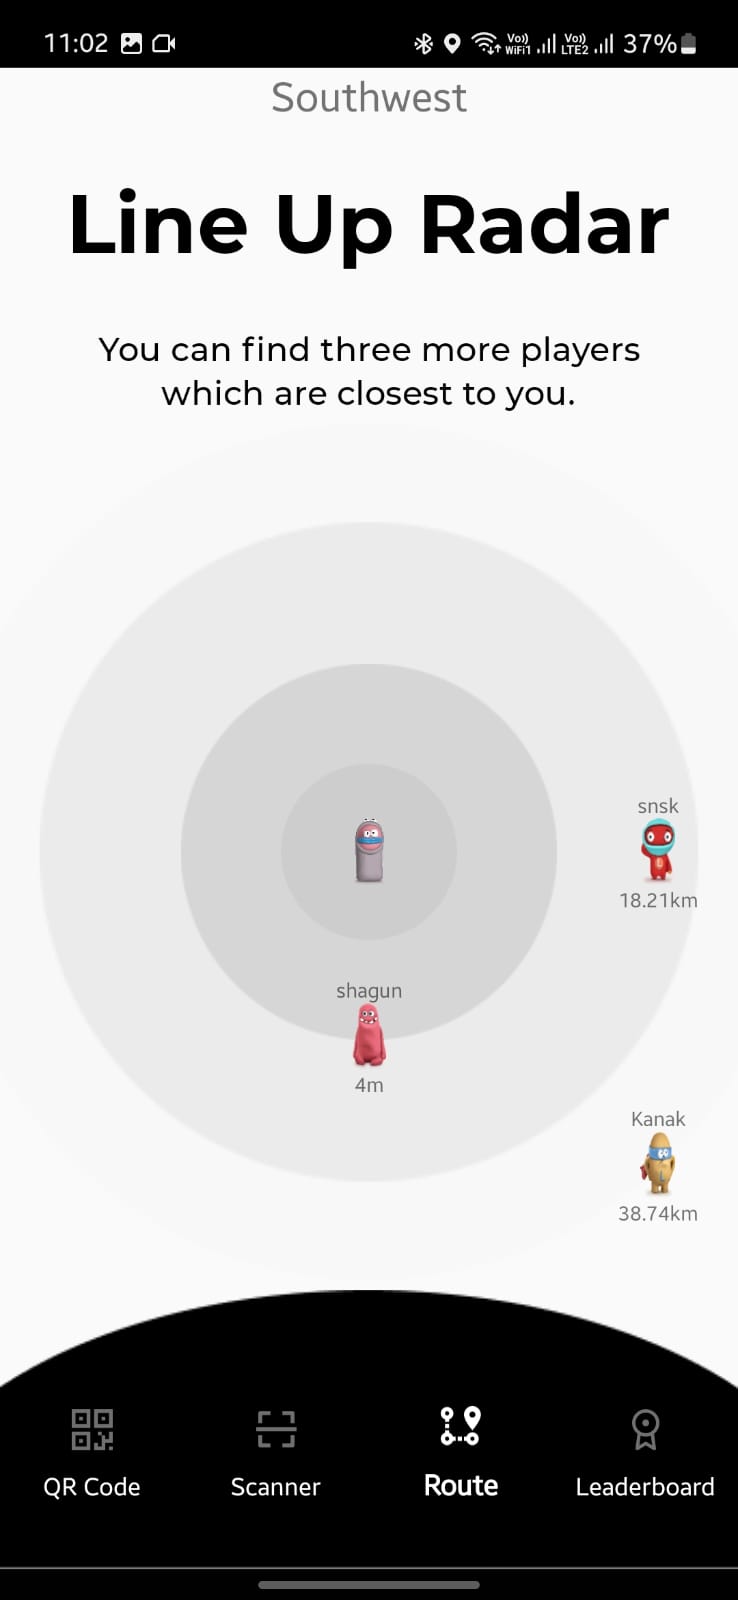 11:02 Vo)) WiFi1 Vo)) LTE2 37%
Southwest
Line Up Radar
You can find three more players
which are closest to you.
snsk
18.21km
shagun
4m
Kanak
38.74km
QR Code Scanner Route Leaderboard